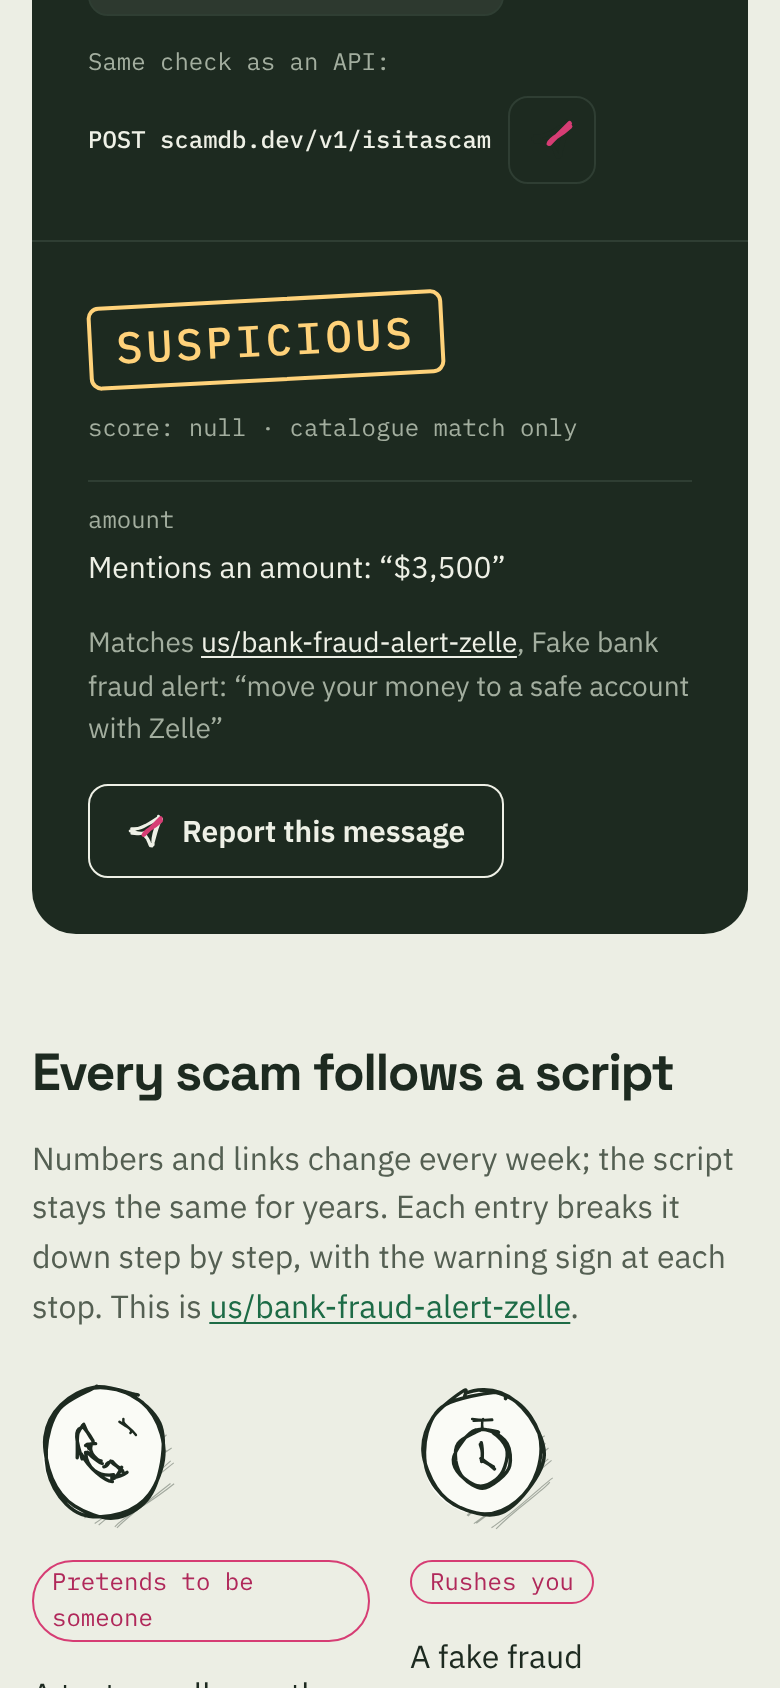 Same check as an API:
POST scamdb.dev/v1/isitascam
SUSPICIOUS
score: null · catalogue match only
amount
Mentions an amount: “$3,500”
Matches us/bank-fraud-alert-zelle, Fake bank
fraud alert: “move your money to a safe account
with Zelle”
Report this message
Every scam follows a script
Numbers and links change every week; the script
stays the same for years. Each entry breaks it
down step by step, with the warning sign at each
stop. This is us/bank-fraud-alert-zelle.
Pretends to be
someone
Rushes you
A fake fraud